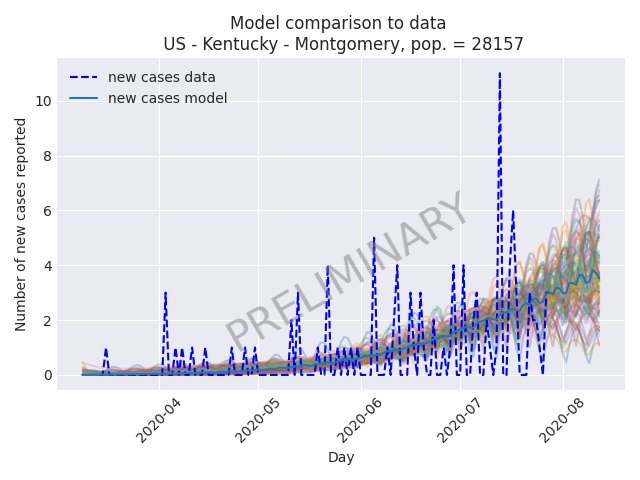 Model comparison to data
US - Kentucky - Montgomery, pop. = 28157
new cases data
new cases model
Number of new cases reported
10
8
6
4
2
0
PRELIMINARY
2020-04
2020-05
2020-06
2020-07
2020-08
Day